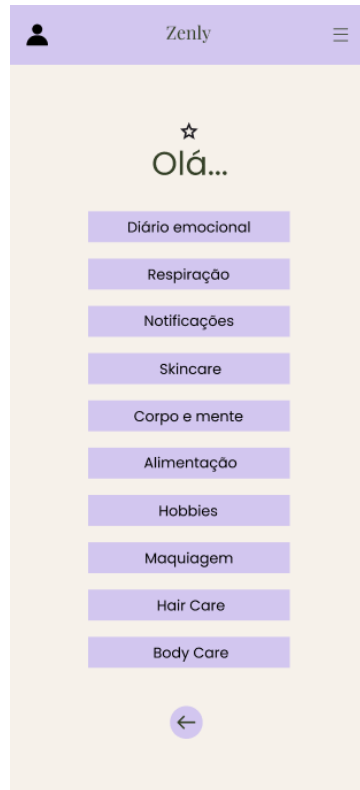 Zenly
Olá...
Diário emocional
Respiração
Notificações
Skincare
Corpo e mente
Alimentação
Hobbies
Maquiagem
Hair Care
Body Care